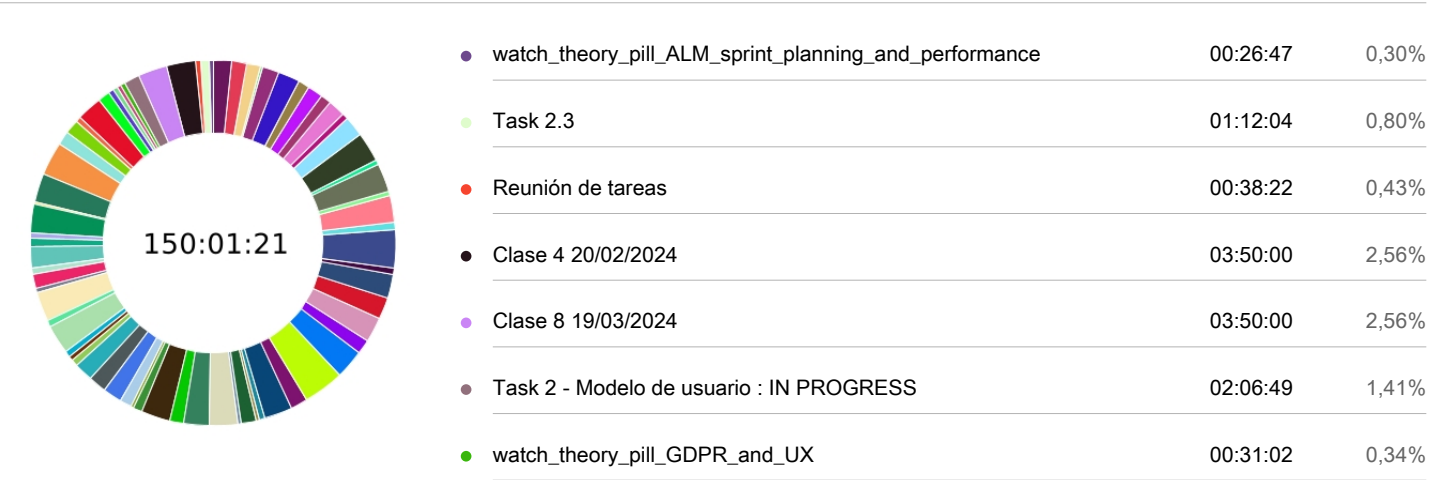 watch_theory_pill_ALM_sprint_planning_and_performance 00:26:47 0,30%
Task 2.3 01:12:04 0,80%
Reunión de tareas 00:38:22 0,43%
150:01:21
Clase 4 20/02/2024 03:50:00 2,56%
Clase 8 19/03/2024 03:50:00 2,56%
Task 2 - Modelo de usuario : IN PROGRESS 02:06:49 1,41%
watch_theory_pill_GDPR_and_UX 00:31:02 0,34%